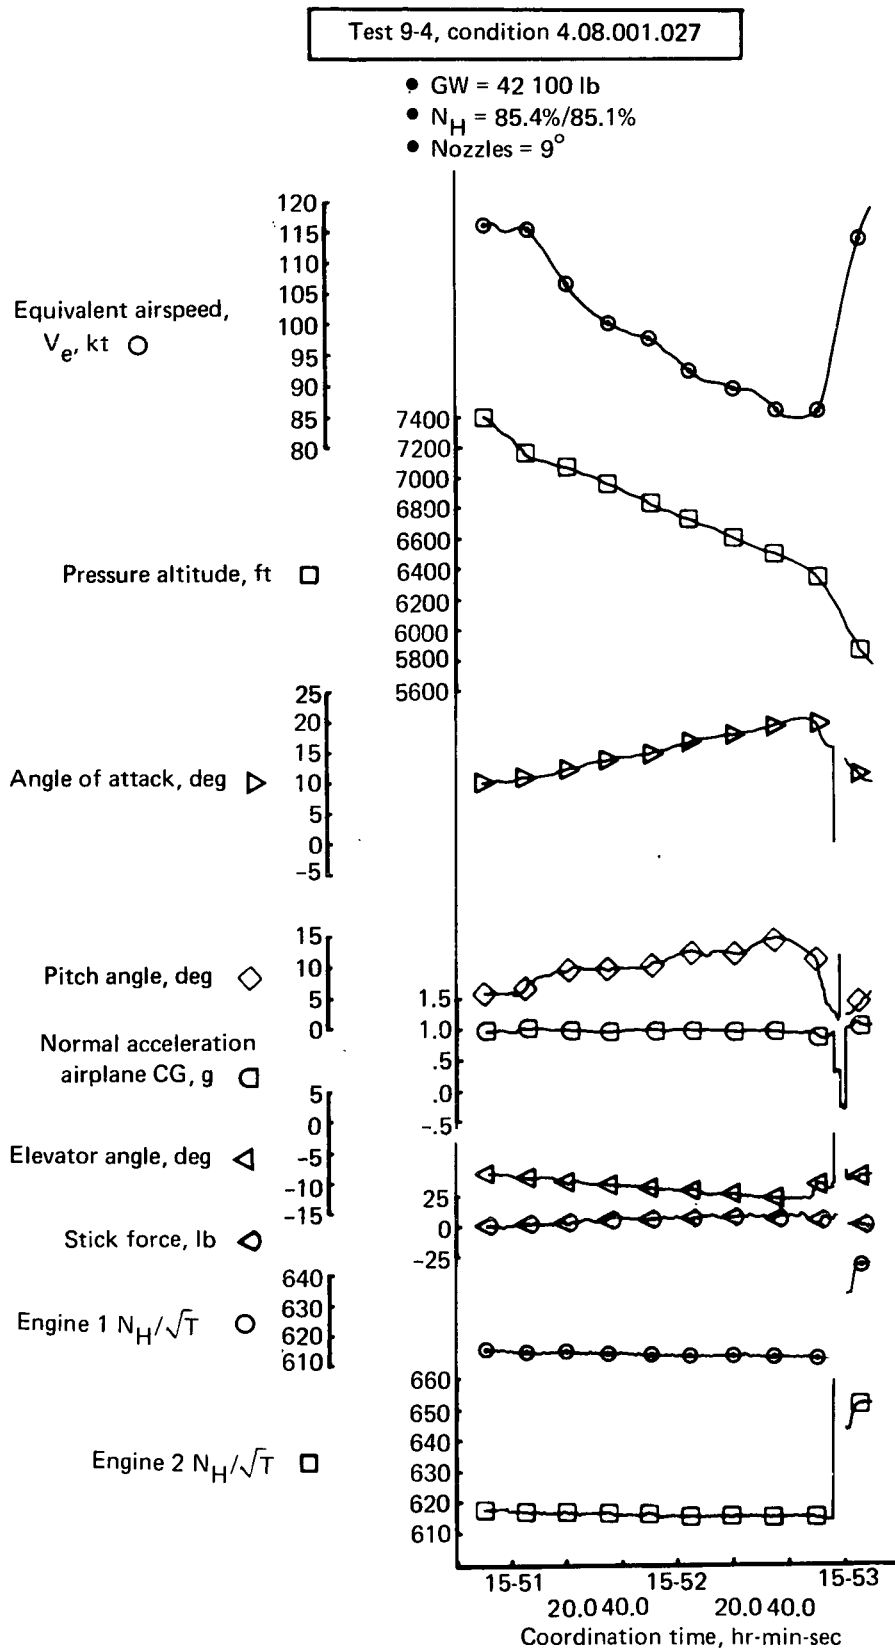 Test 9-4, condition 4.08.001.027
• GW = 42 100 lb
• N_H = 85.4%/85.1%
• Nozzles = 9°
120
115
110
105
100
95
90
85
80
Equivalent airspeed,
V_e, kt
7400
7200
7000
6800
6600
6400
6200
6000
5800
5600
Pressure altitude, ft
25
20
15
10
5
0
-5
Angle of attack, deg
15
10
5
0
Pitch angle, deg
1.5
1.0
.5
.0
-.5
Normal acceleration
airplane CG, g
5
0
-5
-10
-15
Elevator angle, deg
25
0
-25
Stick force, lb
640
630
620
610
Engine 1 N_H/√T
660
650
640
630
620
610
Engine 2 N_H/√T
15-51 15-52 15-53
20.0 40.0 20.0 40.0
Coordination time, hr-min-sec